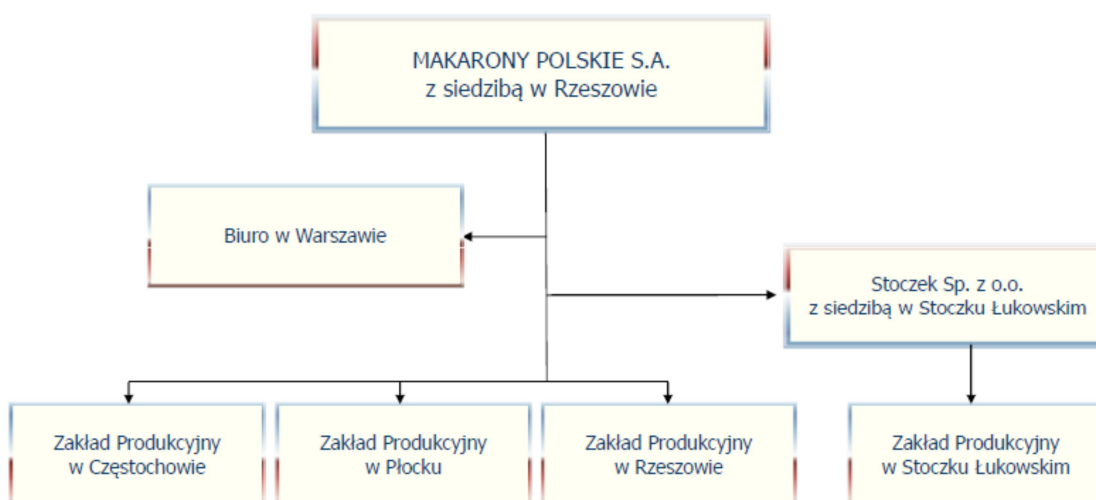 MAKARONY POLSKIE S.A.
z siedzibą w Rzeszowie
Biuro w Warszawie
Stoczek Sp. z o.o.
z siedzibą w Stoczku Łukowskim
Zakład Produkcyjny
w Częstochowie
Zakład Produkcyjny
w Płocku
Zakład Produkcyjny
w Rzeszowie
Zakład Produkcyjny
w Stoczku Łukowskim